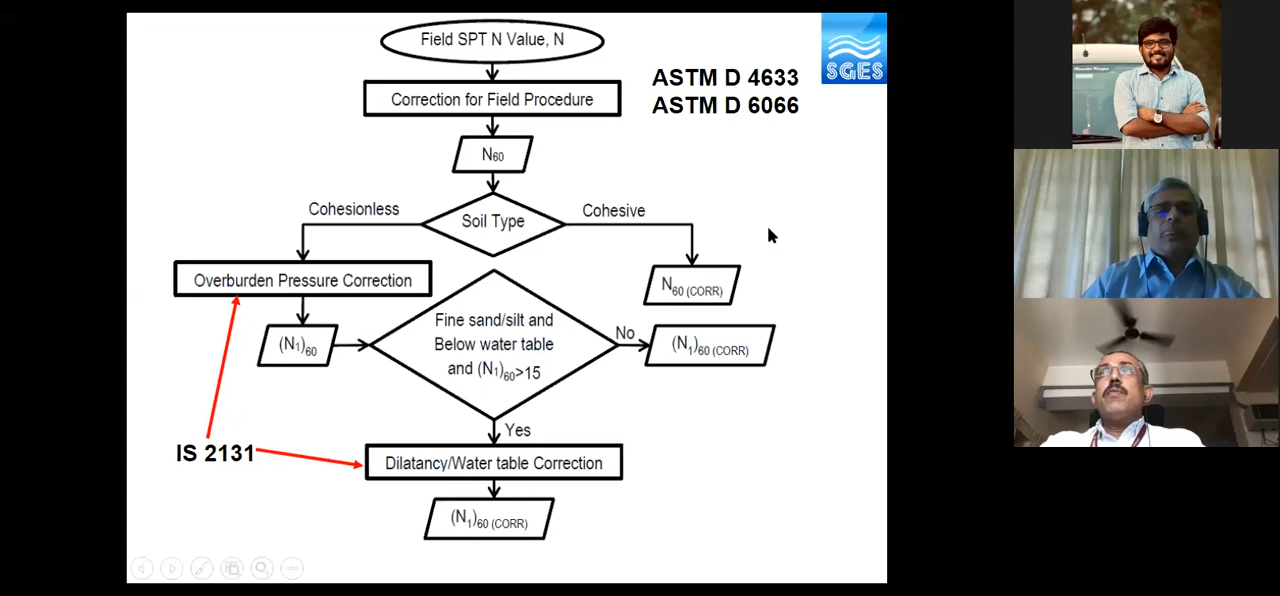 Field SPT N Value, N
SGES
ASTM D 4633
ASTM D 6066
Correction for Field Procedure
N60
Cohesionless
Soil Type
Cohesive
Overburden Pressure Correction
N60 (CORR)
Fine sand/silt and
Below water table
and (N1)60>15
(N1)60
No
(N1)60 (CORR)
Yes
IS 2131
Dilatancy/Water table Correction
(N1)60 (CORR)